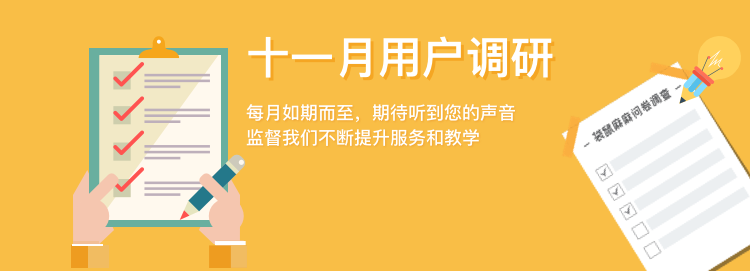 十一月用户调研
每月如期而至，期待听到您的声音
监督我们不断提升服务和教学
– 袋鼠麻麻问卷调查 –